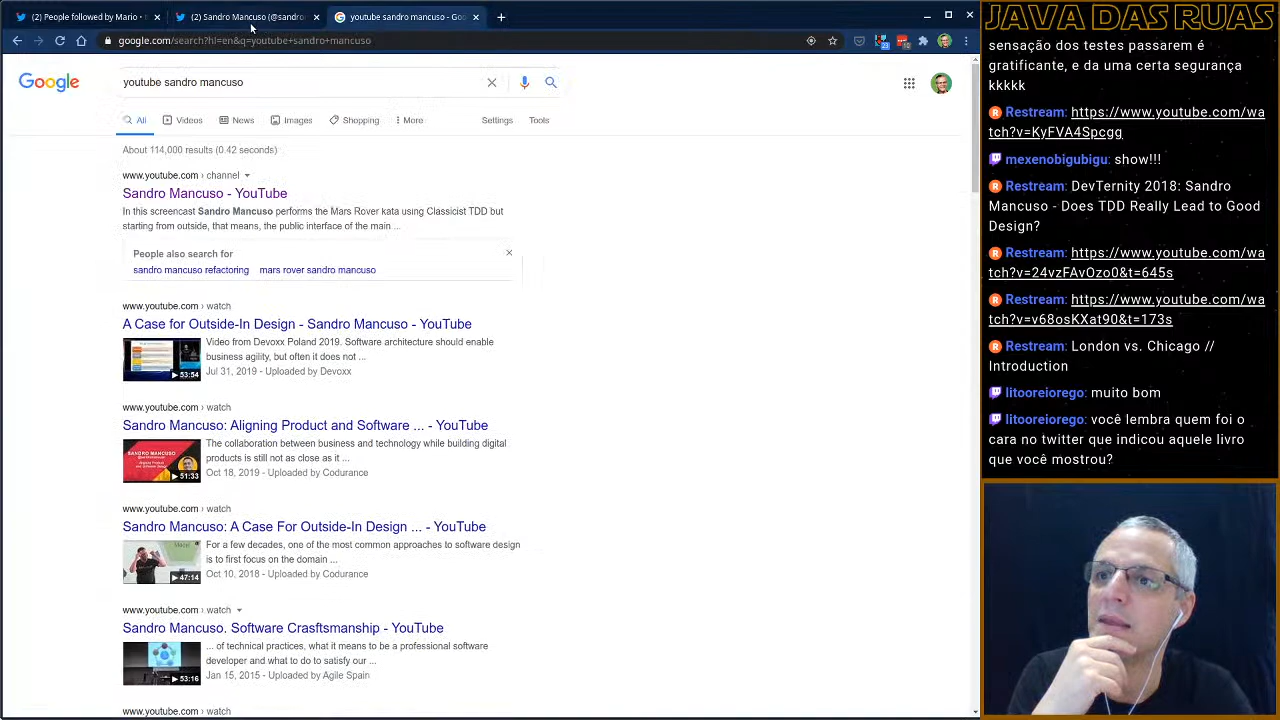 (2) People followed by Mario •
(2) Sandro Mancuso (@sandro
youtube sandro mancuso - Goo
google.com/search?hl=en&q=youtube+sandro+mancuso
Google
youtube sandro mancuso
All
Videos
News
Images
Shopping
More
Settings
Tools
About 114,000 results (0.42 seconds)
www.youtube.com › channel
Sandro Mancuso - YouTube
In this screencast Sandro Mancuso performs the Mars Rover kata using Classicist TDD but
starting from outside, that means, the public interface of the main ...
People also search for
sandro mancuso refactoring
mars rover sandro mancuso
www.youtube.com › watch
A Case for Outside-In Design - Sandro Mancuso - YouTube
Video from Devoxx Poland 2019. Software architecture should enable
business agility, but often it does not ...
53:54
Jul 31, 2019 - Uploaded by Devoxx
www.youtube.com › watch
Sandro Mancuso: Aligning Product and Software ... - YouTube
The collaboration between business and technology while building digital
products is still not as close as it ...
SANDRO MANCUSO
51:33
Oct 18, 2019 - Uploaded by Codurance
www.youtube.com › watch
Sandro Mancuso: A Case For Outside-In Design ... - YouTube
For a few decades, one of the most common approaches to software design
is to first focus on the domain ...
47:14
Oct 10, 2018 - Uploaded by Codurance
www.youtube.com › watch
Sandro Mancuso. Software Crasftsmanship - YouTube
... of technical practices, what it means to be a professional software
developer and what to do to satisfy our ...
53:16
Jan 15, 2015 - Uploaded by Agile Spain
www.youtube.com › watch
JAVA DAS RUAS
sensação dos testes passarem é
gratificante, e da uma certa segurança
kkkkk
Restream: https://www.youtube.com/wa
tch?v=KyFVA4Spcgg
mexenobigubigu: show!!!
Restream: DevTernity 2018: Sandro
Mancuso - Does TDD Really Lead to Good
Design?
Restream: https://www.youtube.com/wa
tch?v=24vzFAvOzo0&t=645s
Restream: https://www.youtube.com/wa
tch?v=v68osKXat90&t=173s
Restream: London vs. Chicago //
Introduction
litooreiorego: muito bom
litooreiorego: você lembra quem foi o
cara no twitter que indicou aquele livro
que você mostrou?